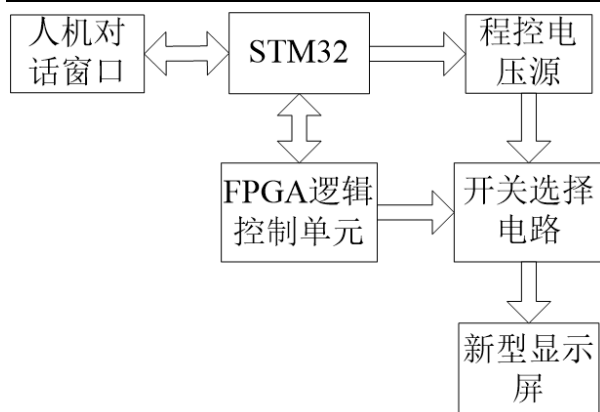 人机对
话窗口
STM32
程控电
压源
FPGA逻辑
控制单元
开关选择
电路
新型显示
屏